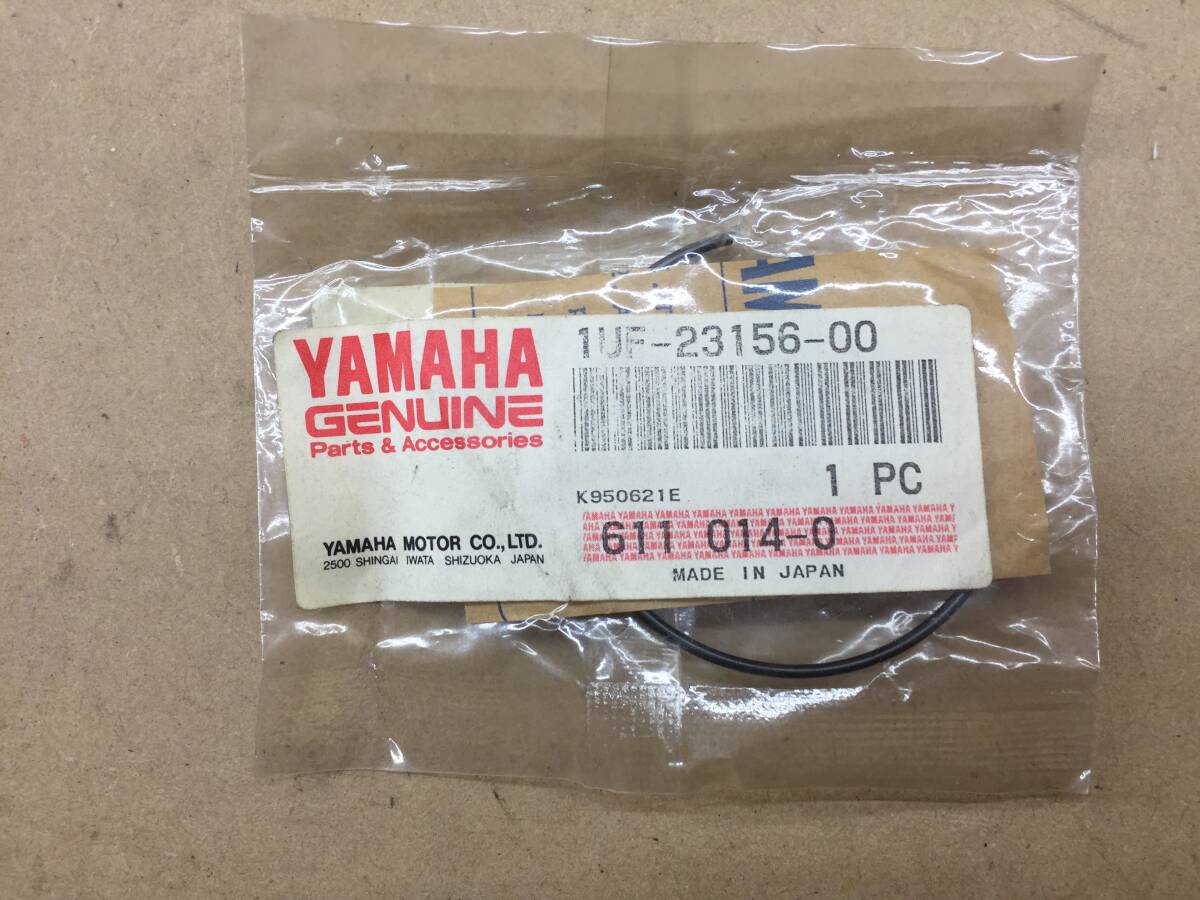 YAMAHA
GENUINE
Parts & Accessories
YAMAHA MOTOR CO.,LTD.
2500 SHINGAI IWATA SHIZUOKA JAPAN
1UF-23156-00
1 PC
K950621E
611 014-0
MADE IN JAPAN